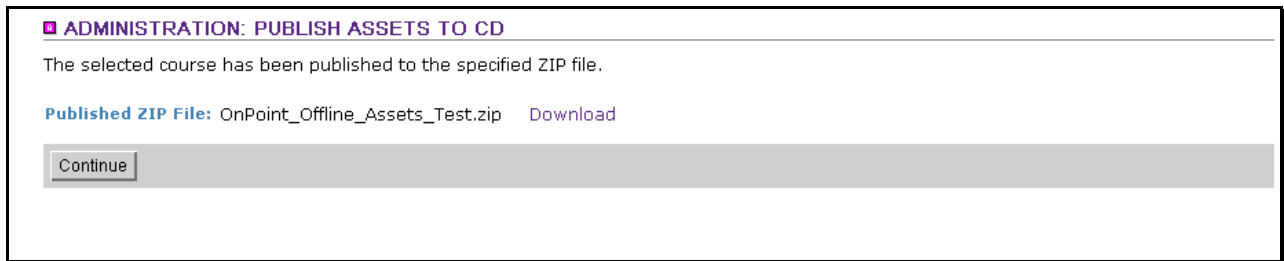 ADMINISTRATION: PUBLISH ASSETS TO CD
The selected course has been published to the specified ZIP file.
Published ZIP File: OnPoint_Offline_Assets_Test.zip Download
Continue